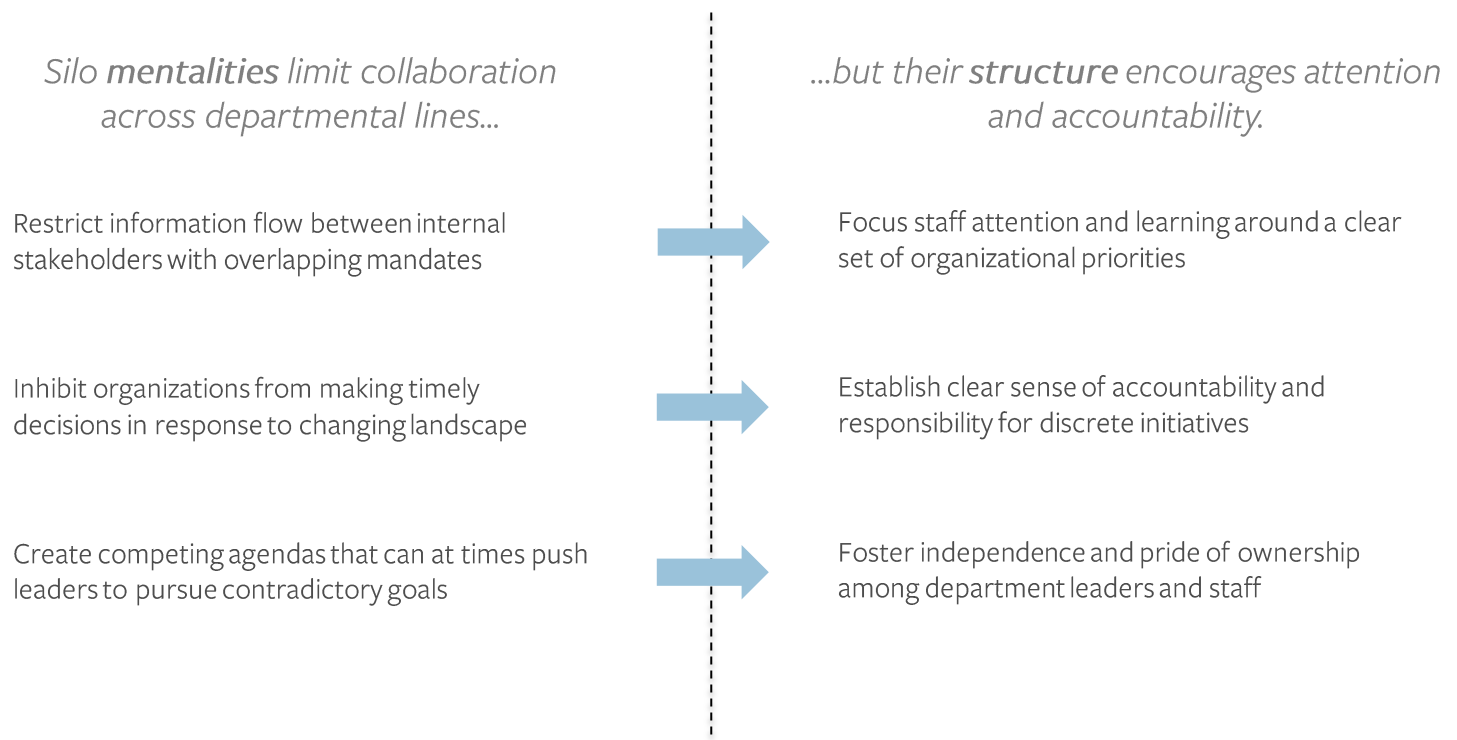 Silo mentalities limit collaboration
across departmental lines...
Restrict information flow between internal
stakeholders with overlapping mandates
Inhibit organizations from making timely
decisions in response to changing landscape
Create competing agendas that can at times push
leaders to pursue contradictory goals
...but their structure encourages attention
and accountability.
Focus staff attention and learning around a clear
set of organizational priorities
Establish clear sense of accountability and
responsibility for discrete initiatives
Foster independence and pride of ownership
among department leaders and staff